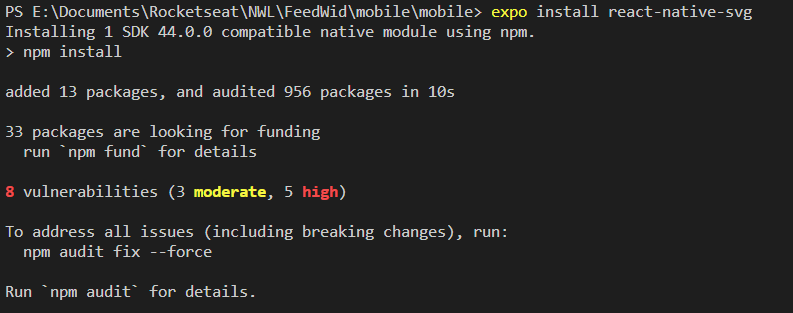 PS E:\Documents\Rocketseat\NWL\FeedWid\mobile\mobile> expo install react-native-svg
Installing 1 SDK 44.0.0 compatible native module using npm.
> npm install
added 13 packages, and audited 956 packages in 10s
33 packages are looking for funding
run `npm fund` for details
8 vulnerabilities (3 moderate, 5 high)
To address all issues (including breaking changes), run:
npm audit fix --force
Run `npm audit` for details.